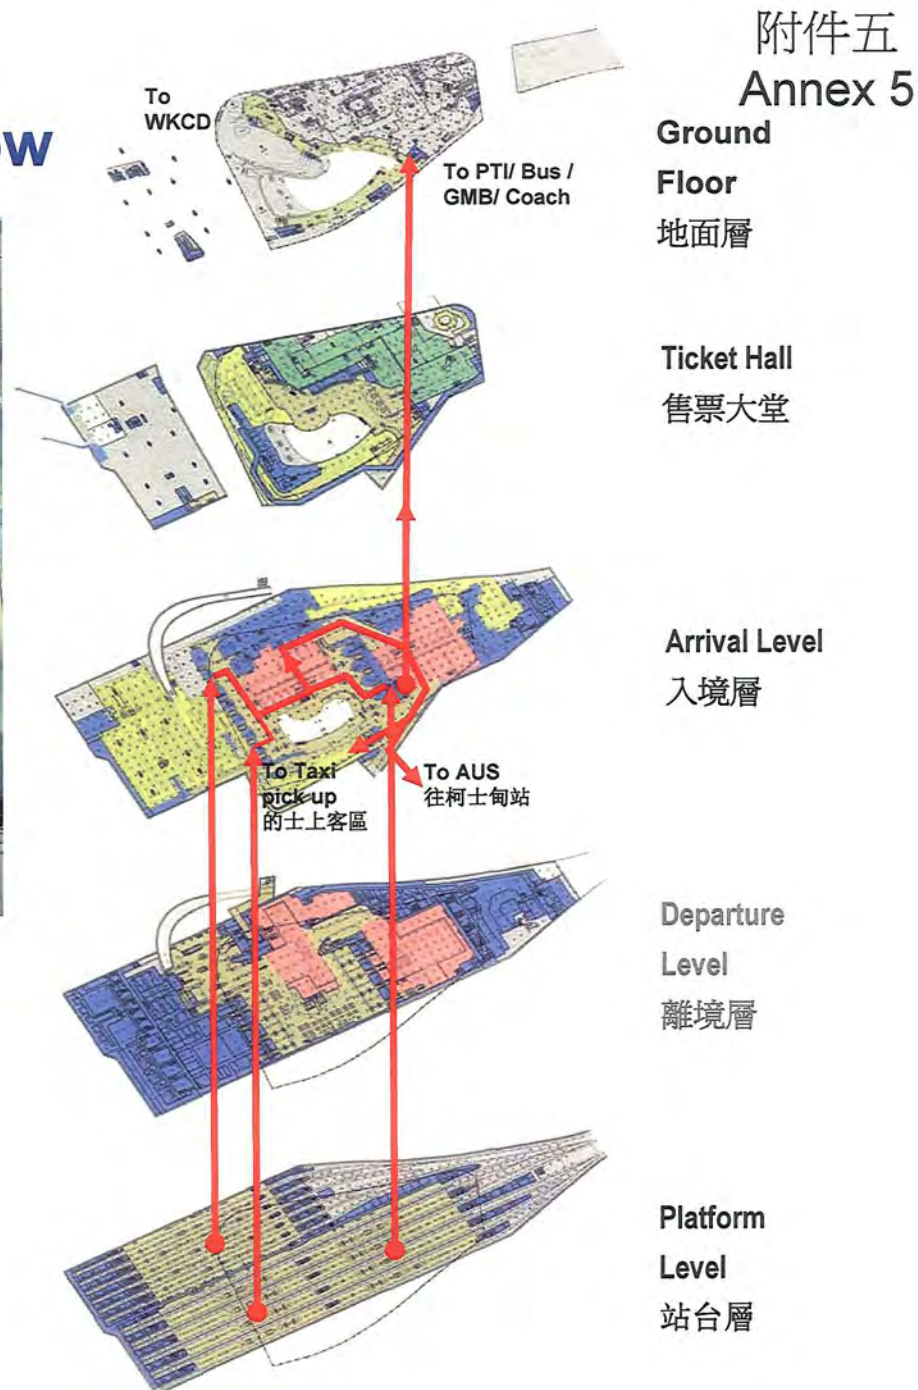 附件五
Annex 5
ow
To
WKCD
To PTI/ Bus /
GMB/ Coach
Ground
Floor
地面層
Ticket Hall
售票大堂
Arrival Level
入境層
To Taxi
pick up
的士上客區
To AUS
往柯士甸站
Departure
Level
離境層
Platform
Level
站台層